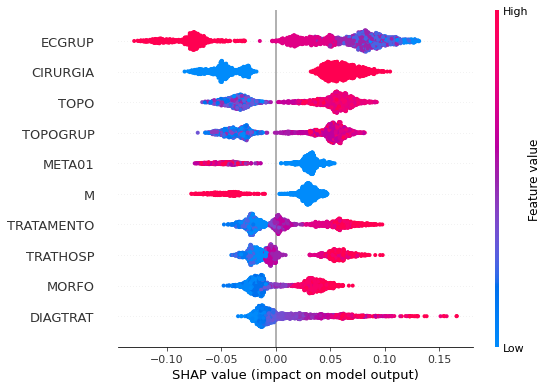 High
ECGRUP
CIRURGIA
TOPO
TOPOGRUP
META01
M
TRATAMENTO
TRATHOSP
MORFO
DIAGTRAT
Feature value
Low
−0.10 −0.05 0.00 0.05 0.10 0.15
SHAP value (impact on model output)